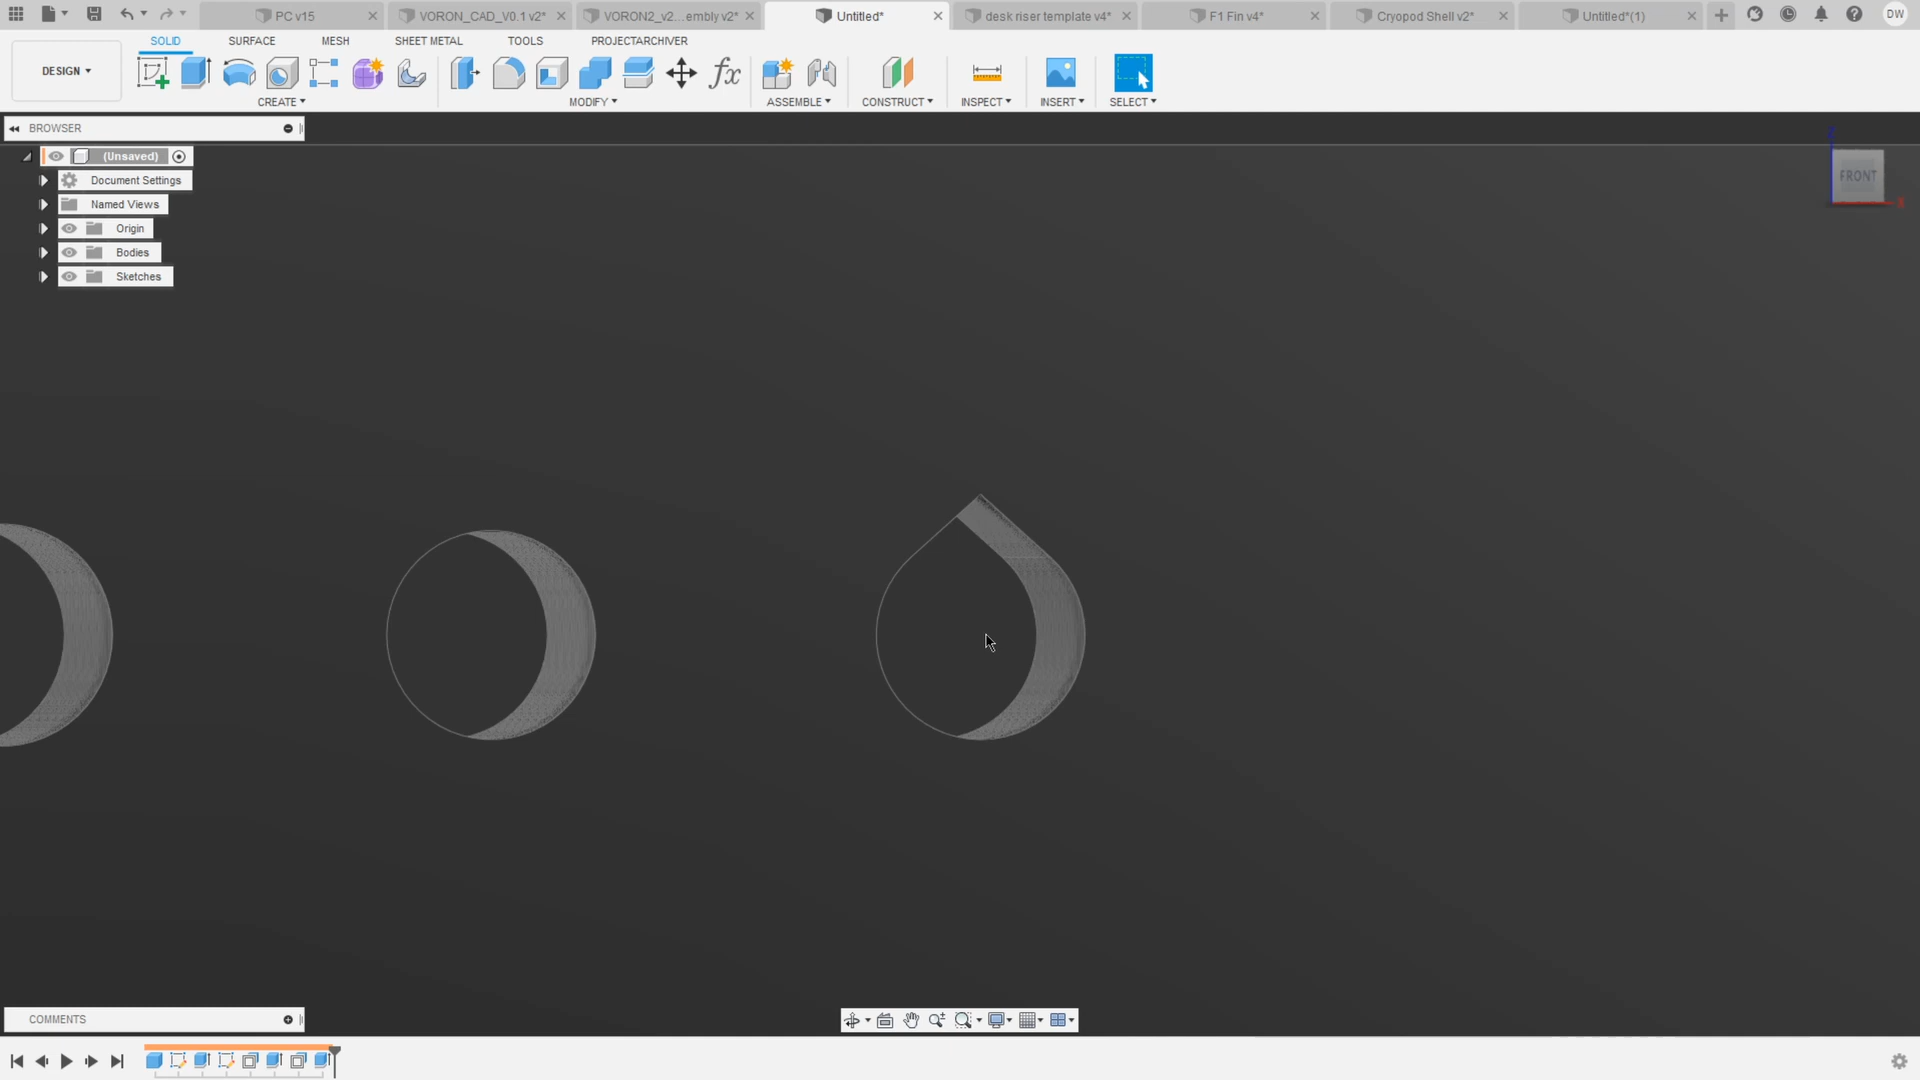 PC v15
VORON_CAD_V0.1 v2*
VORON2_v2...embly v2*
Untitled*
desk riser template v4*
F1 Fin v4*
Cryopod Shell v2*
Untitled*(1)
DW
DESIGN
SOLID
SURFACE
MESH
SHEET METAL
TOOLS
PROJECTARCHIVER
fx
CREATE
MODIFY
ASSEMBLE
CONSTRUCT
INSPECT
INSERT
SELECT
BROWSER
(Unsaved)
Document Settings
Named Views
Origin
Bodies
Sketches
Z
FRONT
X
COMMENTS